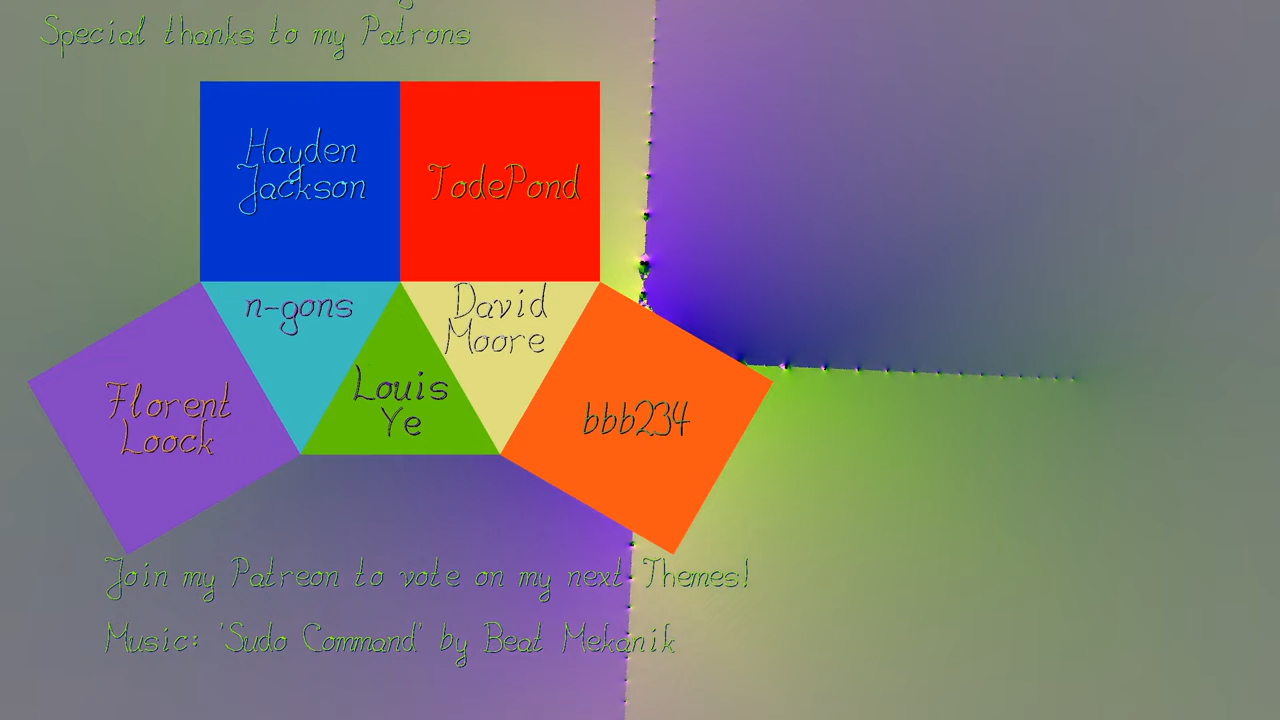 Special thanks to my Patrons
Hayden
Jackson
TodePond
n-gons
David
Moore
Louis
Ye
Florent
Loock
bbb234
Join my Patreon to vote on my next Themes!
Music: 'Sudo Command' by Beat Mekanik